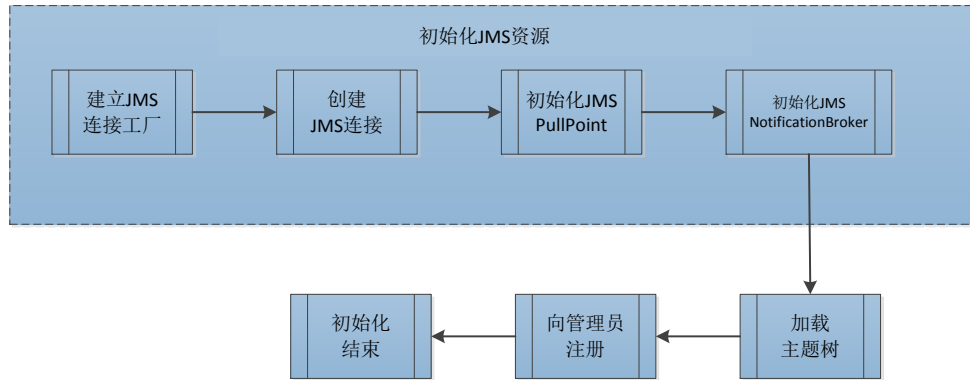 初始化JMS资源
建立JMS
连接工厂
创建
JMS连接
初始化JMS
PullPoint
初始化JMS
NotificationBroker
加载
主题树
向管理员
注册
初始化
结束